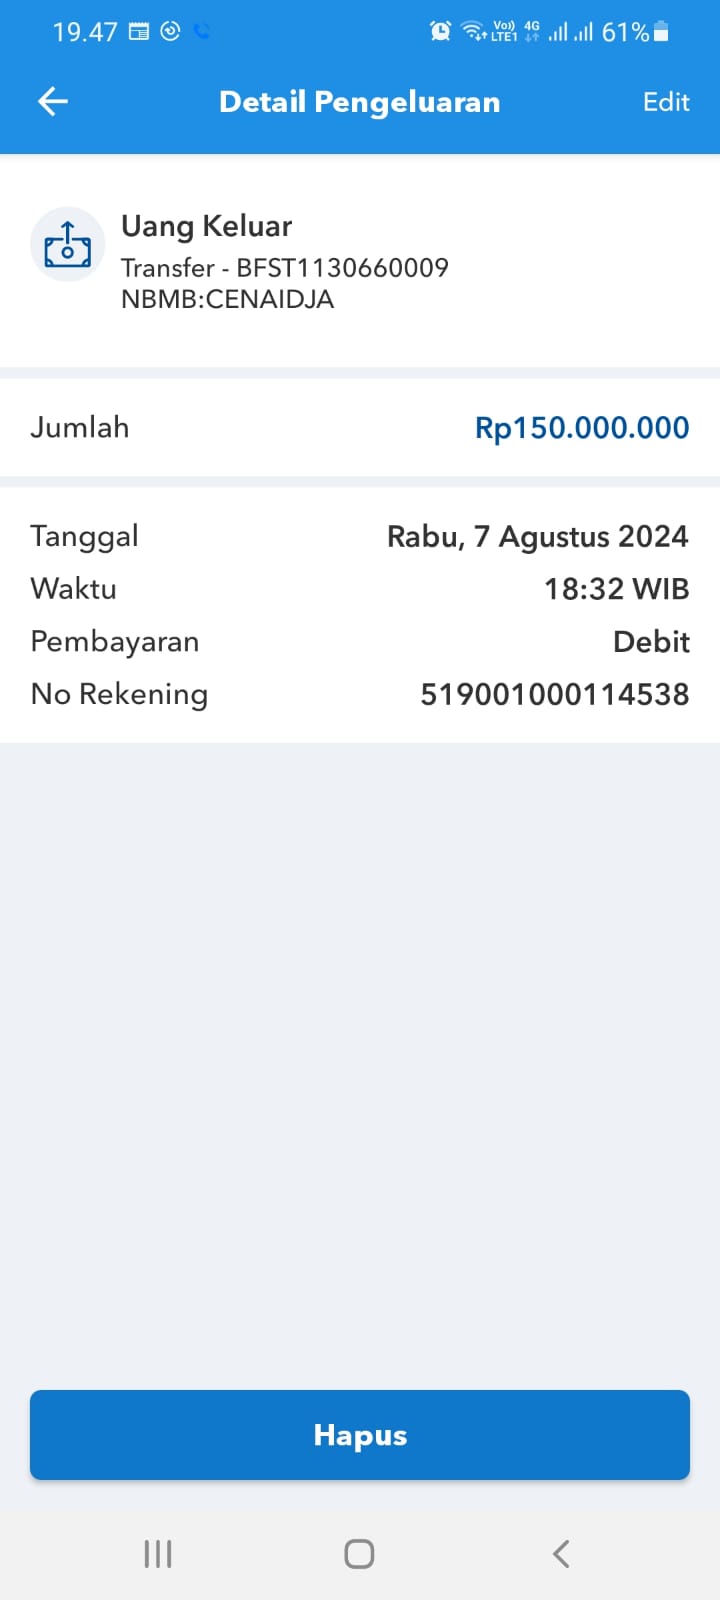 19.47
Vo)) 4G
LTE1
61%
Detail Pengeluaran
Edit
Uang Keluar
Transfer - BFST1130660009
NBMB:CENAIDJA
Jumlah Rp150.000.000
Tanggal Rabu, 7 Agustus 2024
Waktu 18:32 WIB
Pembayaran Debit
No Rekening 519001000114538
Hapus